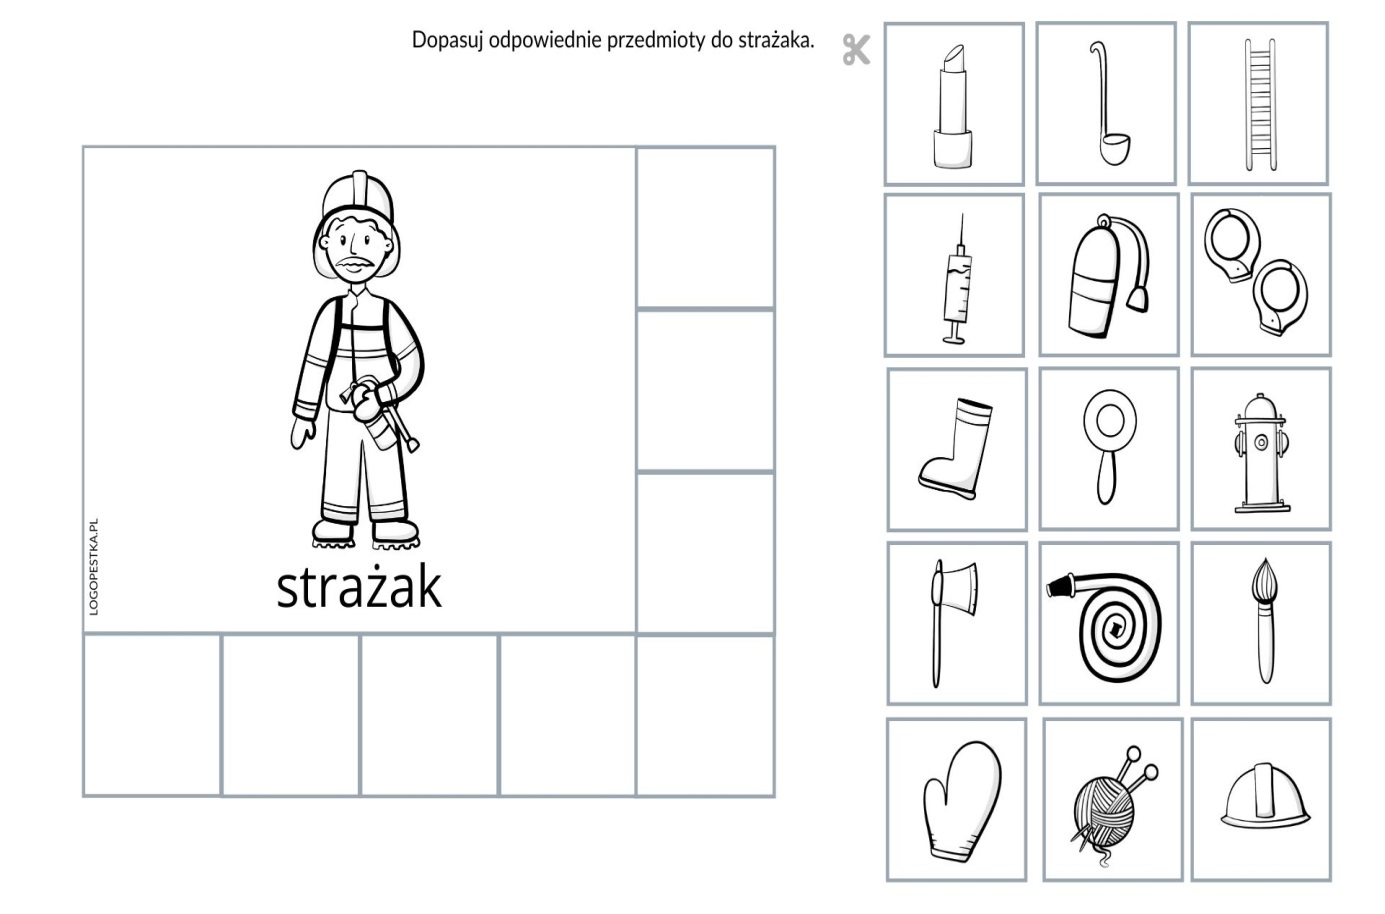 Dopasuj odpowiednie przedmioty do strażaka.
strażak
LOGOPESTKA.PL